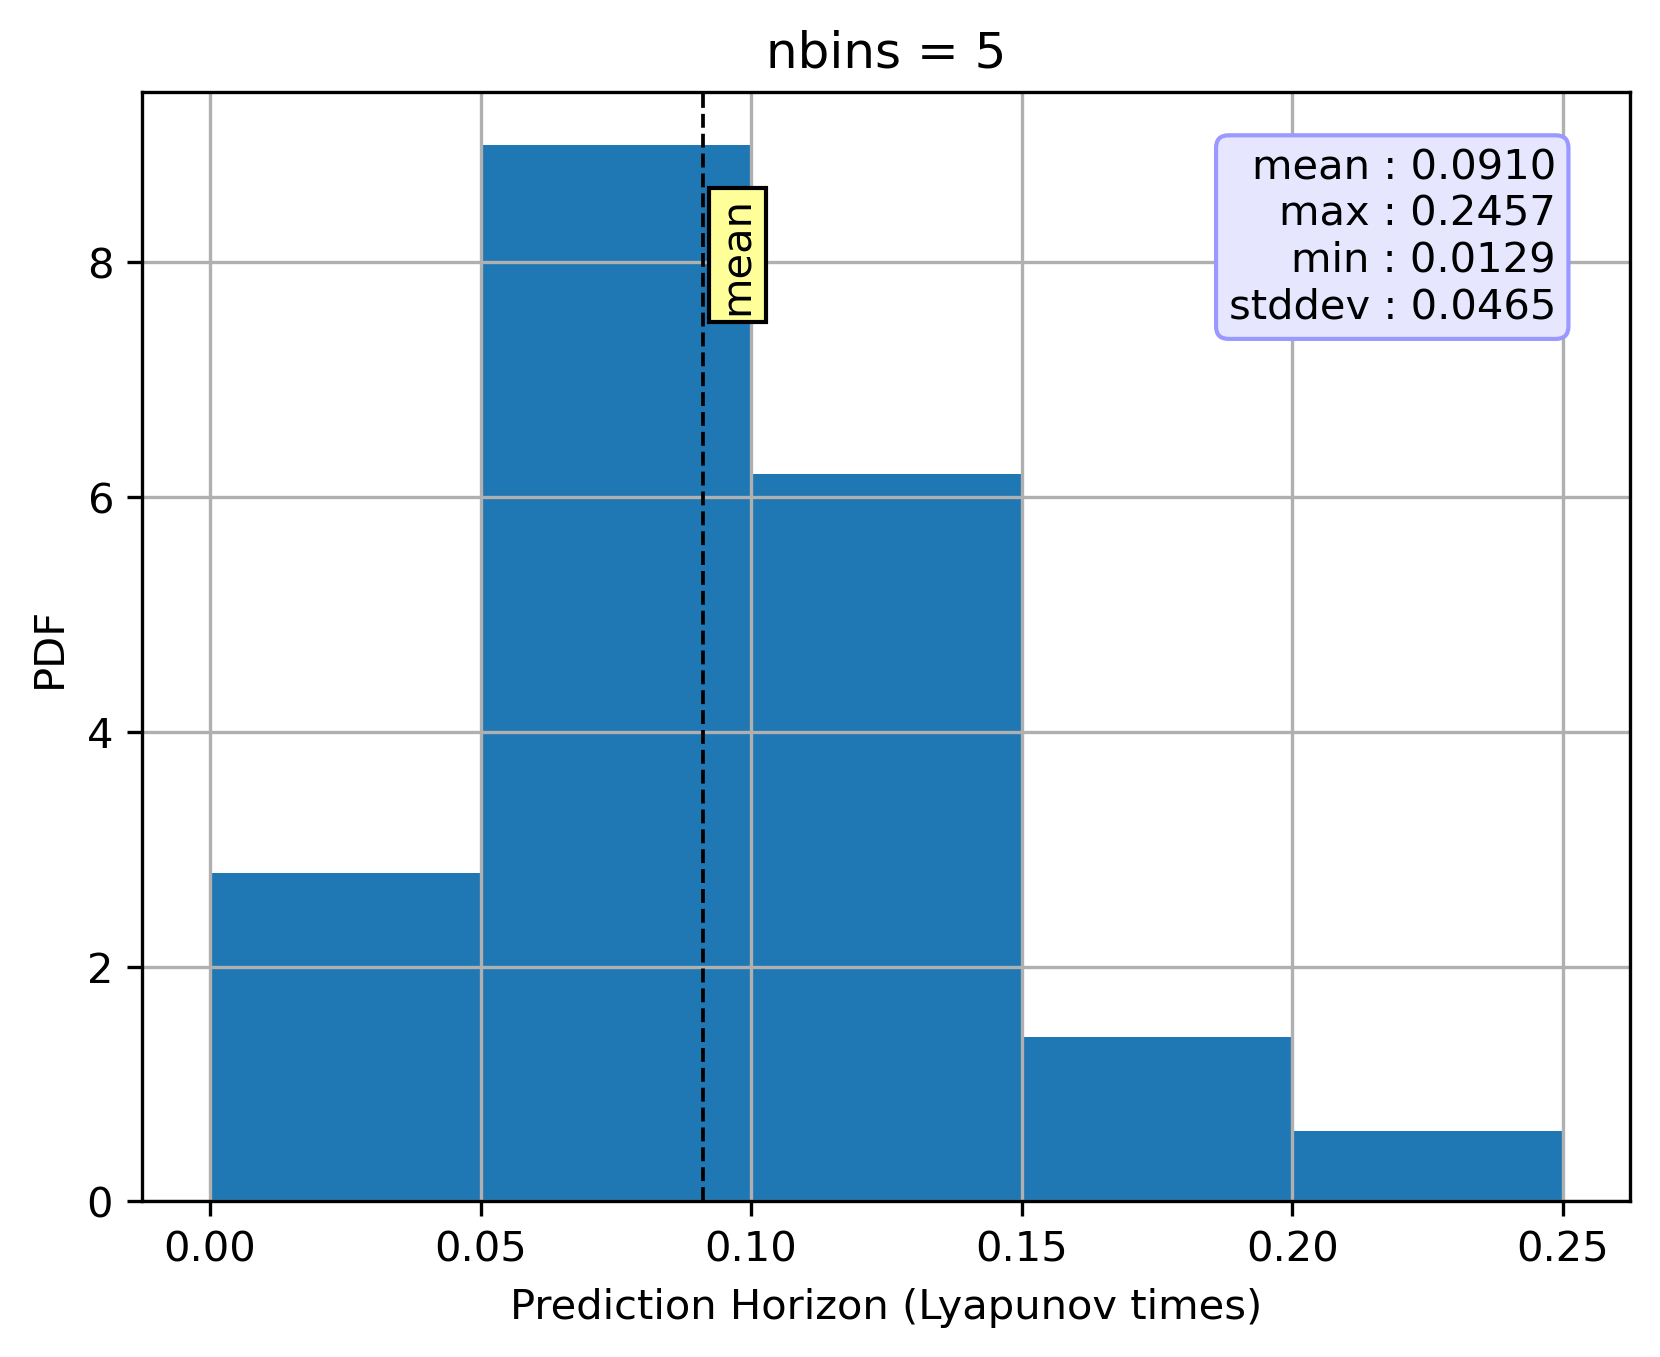 nbins = 5
mean : 0.0910
max : 0.2457
min : 0.0129
stddev : 0.0465
mean
8
6
4
2
0
PDF
0.00 0.05 0.10 0.15 0.20 0.25
Prediction Horizon (Lyapunov times)